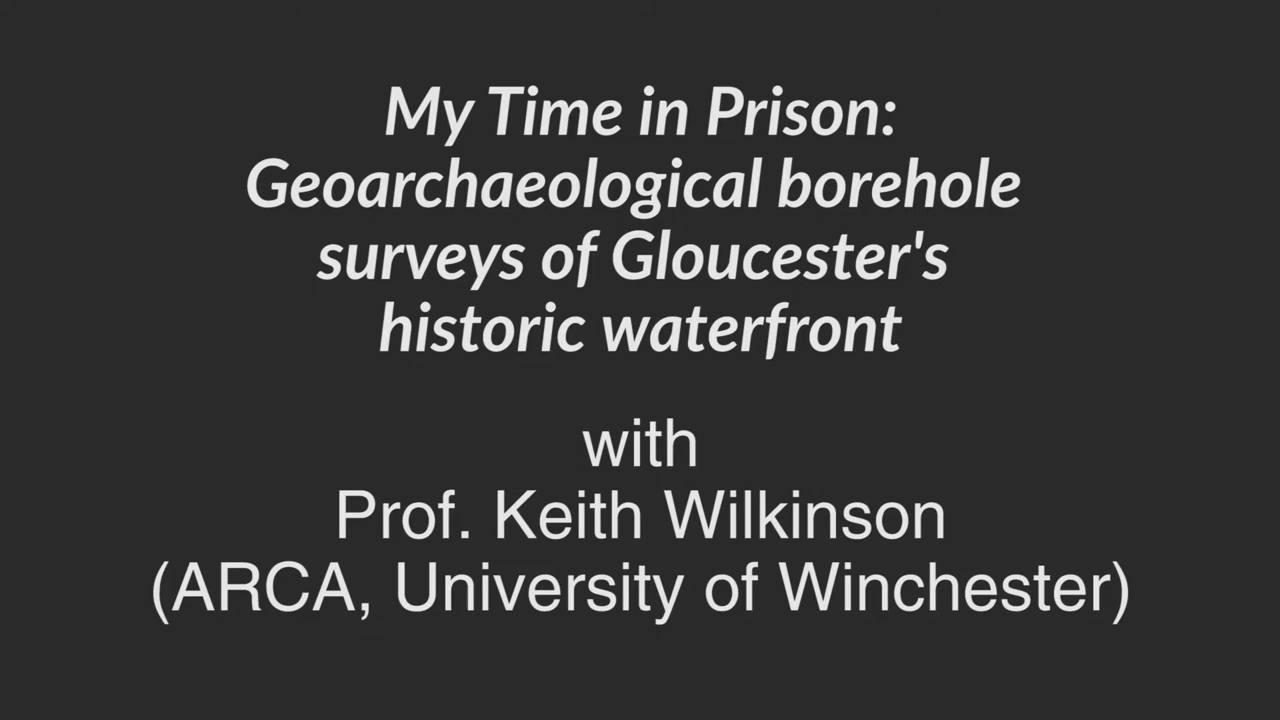 My Time in Prison:
Geoarchaeological borehole
surveys of Gloucester's
historic waterfront
with
Prof. Keith Wilkinson
(ARCA, University of Winchester)